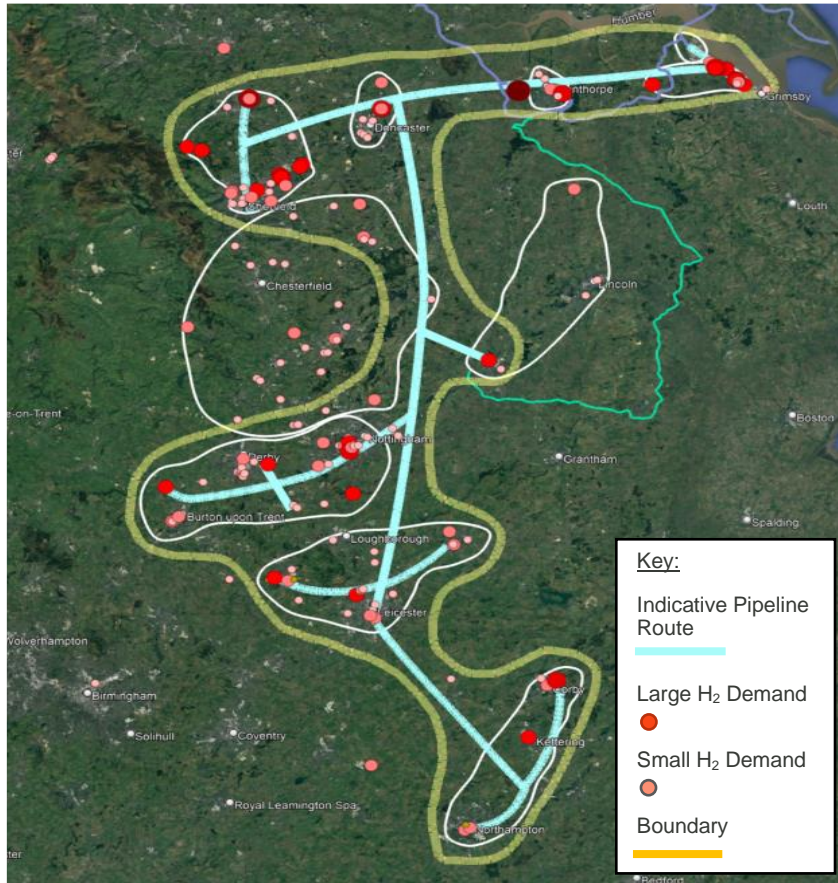 Humber
Grimsby
Doncaster
Louth
Chesterfield
Lincoln
Boston
Nottingham
Derby
Grantham
Burton upon Trent
Spalding
Loughborough
Leicester
Key:
Indicative Pipeline
Route
Wolverhampton
Birmingham
Large H₂ Demand
Solihull
Coventry
Kettering
Small H₂ Demand
Royal Leamington Spa
Northampton
Boundary
Bedford